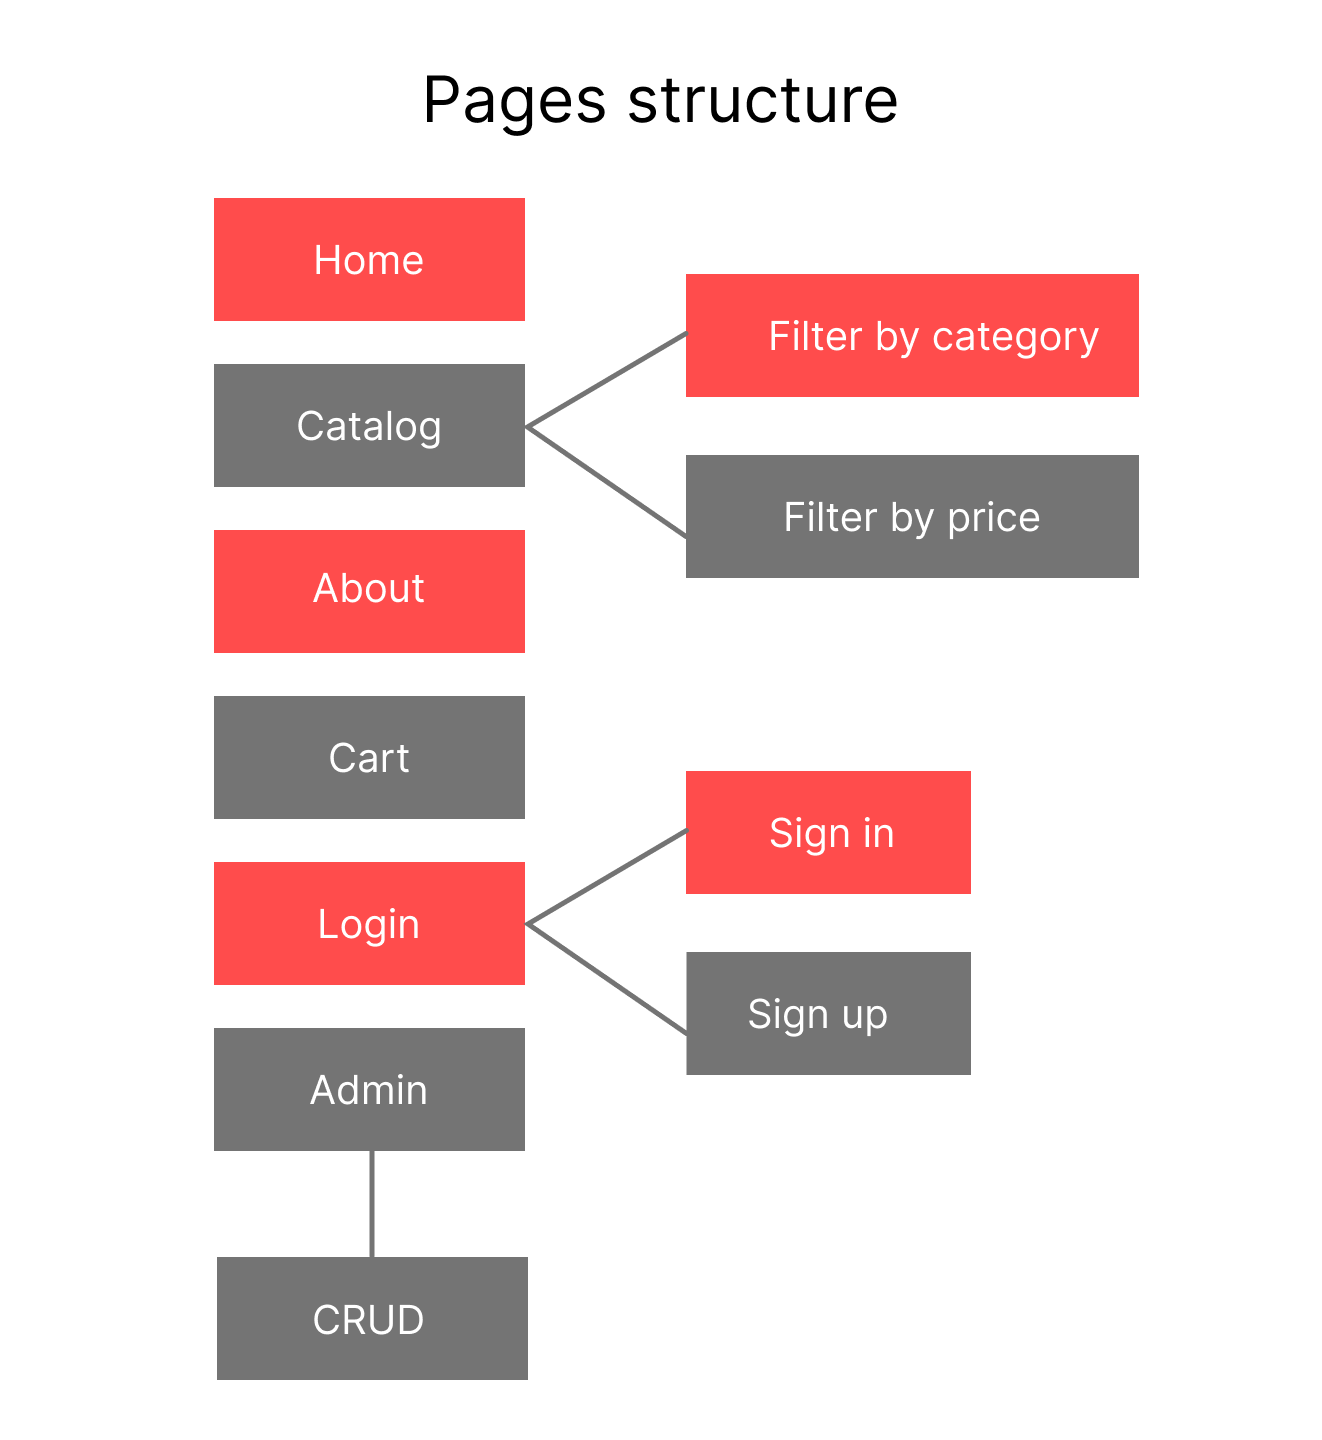 Pages structure
Home
Catalog
Filter by category
Filter by price
About
Cart
Login
Sign in
Sign up
Admin
CRUD